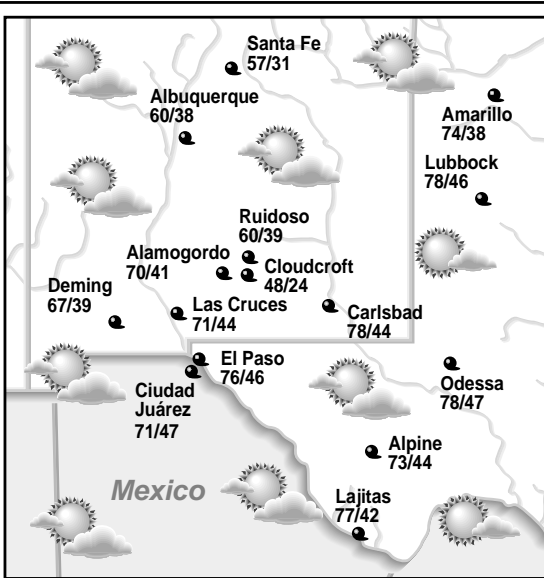 Santa Fe
57/31
Albuquerque
60/38
Amarillo
74/38
Lubbock
78/46
Ruidoso
60/39
Alamogordo
70/41
Cloudcroft
48/24
Deming
67/39
Las Cruces
71/44
Carlsbad
78/44
El Paso
76/46
Ciudad
Juárez
71/47
Odessa
78/47
Alpine
73/44
Mexico
Lajitas
77/42